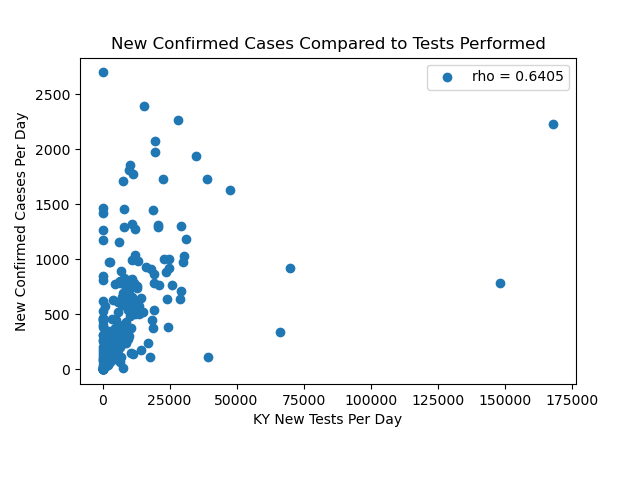 New Confirmed Cases Compared to Tests Performed
rho = 0.6405
New Confirmed Caeses Per Day
2500
2000
1500
1000
500
0
0 25000 50000 75000 100000 125000 150000 175000
KY New Tests Per Day